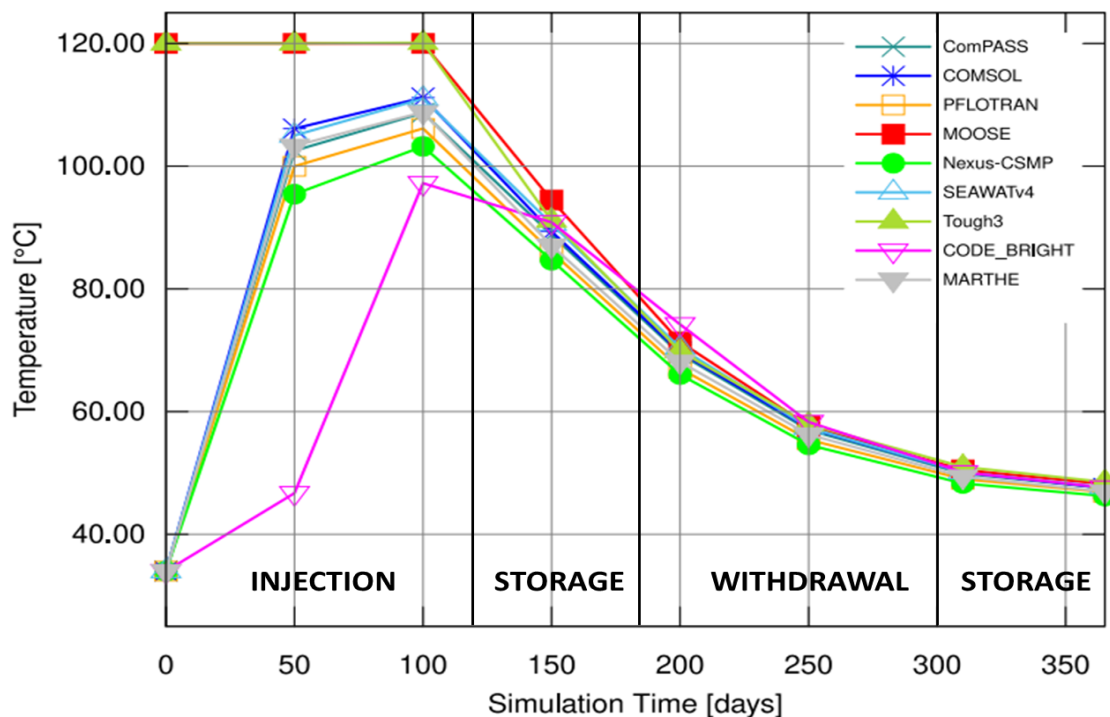 120.00
100.00
80.00
60.00
40.00
Temperature [°C]
ComPASS
COMSOL
PFLOTRAN
MOOSE
Nexus-CSMP
SEAWATv4
Tough3
CODE_BRIGHT
MARTHE
INJECTION STORAGE WITHDRAWAL STORAGE
0 50 100 150 200 250 300 350
Simulation Time [days]